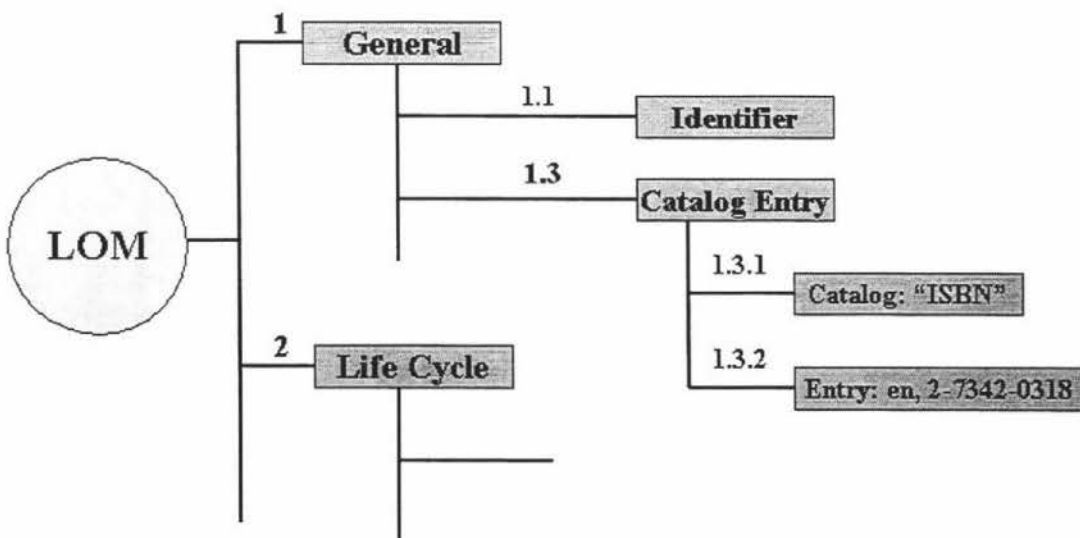 1
General
1.1
Identifier
1.3
Catalog Entry
LOM
1.3.1
Catalog: “ISBN”
2
Life Cycle
1.3.2
Entry: en, 2-7342-0318